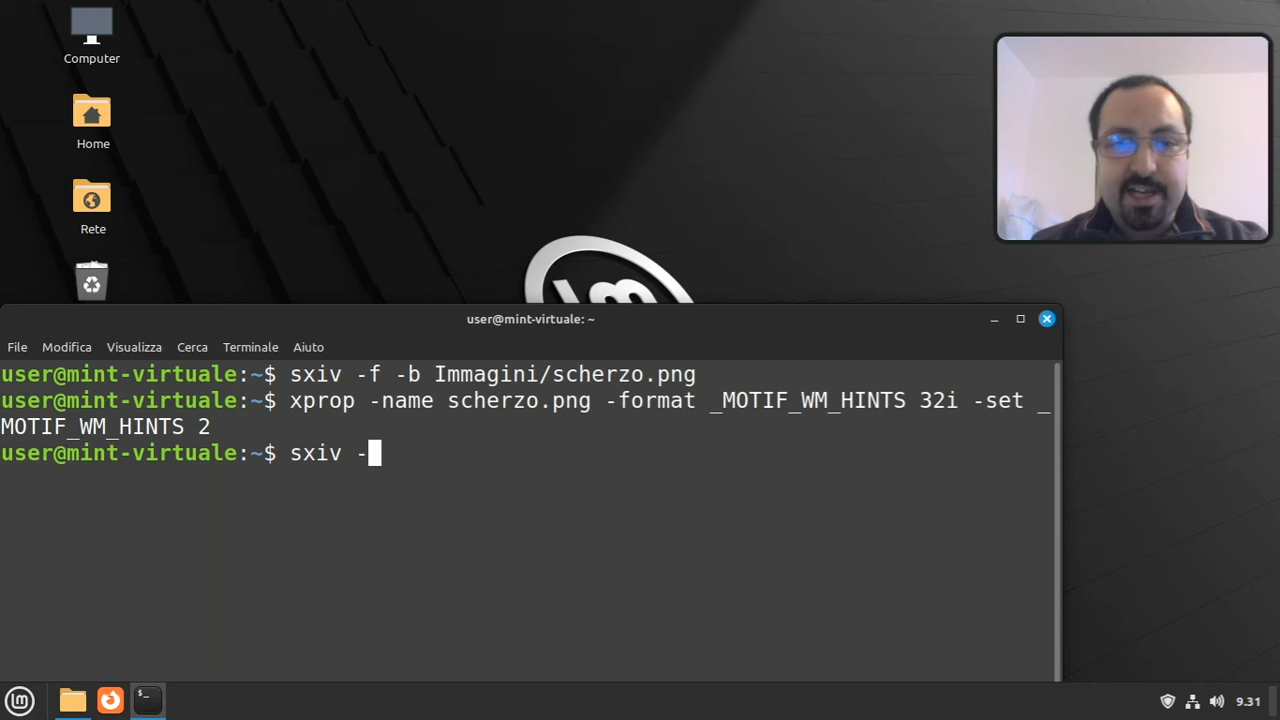 Computer
Home
Rete
user@mint-virtuale: ~
File Modifica Visualizza Cerca Terminale Aiuto
user@mint-virtuale:~$ sxiv -f -b Immagini/scherzo.png
user@mint-virtuale:~$ xprop -name scherzo.png -format _MOTIF_WM_HINTS 32i -set _
MOTIF_WM_HINTS 2
user@mint-virtuale:~$ sxiv -
9.31